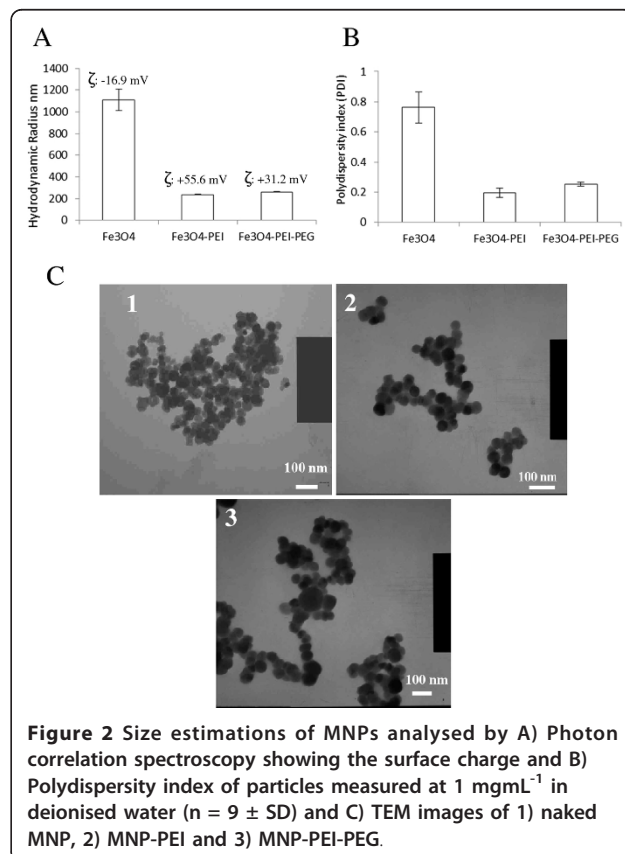 A
B
1400
1200
1000
800
600
400
200
0
Hydrodynamic Radius nm
ζ: -16.9 mV
ζ: +55.6 mV
ζ: +31.2 mV
Fe3O4
Fe3O4-PEI
Fe3O4-PEI-PEG
1
0.8
0.6
0.4
0.2
0
Polydispersity index (PDI)
Fe3O4
Fe3O4-PEI
Fe3O4-PEI-PEG
C
1
100 nm
2
100 nm
3
100 nm
Figure 2 Size estimations of MNPs analysed by A) Photon
correlation spectroscopy showing the surface charge and B)
Polydispersity index of particles measured at 1 mgmL⁻¹ in
deionised water (n = 9 ± SD) and C) TEM images of 1) naked
MNP, 2) MNP-PEI and 3) MNP-PEI-PEG.